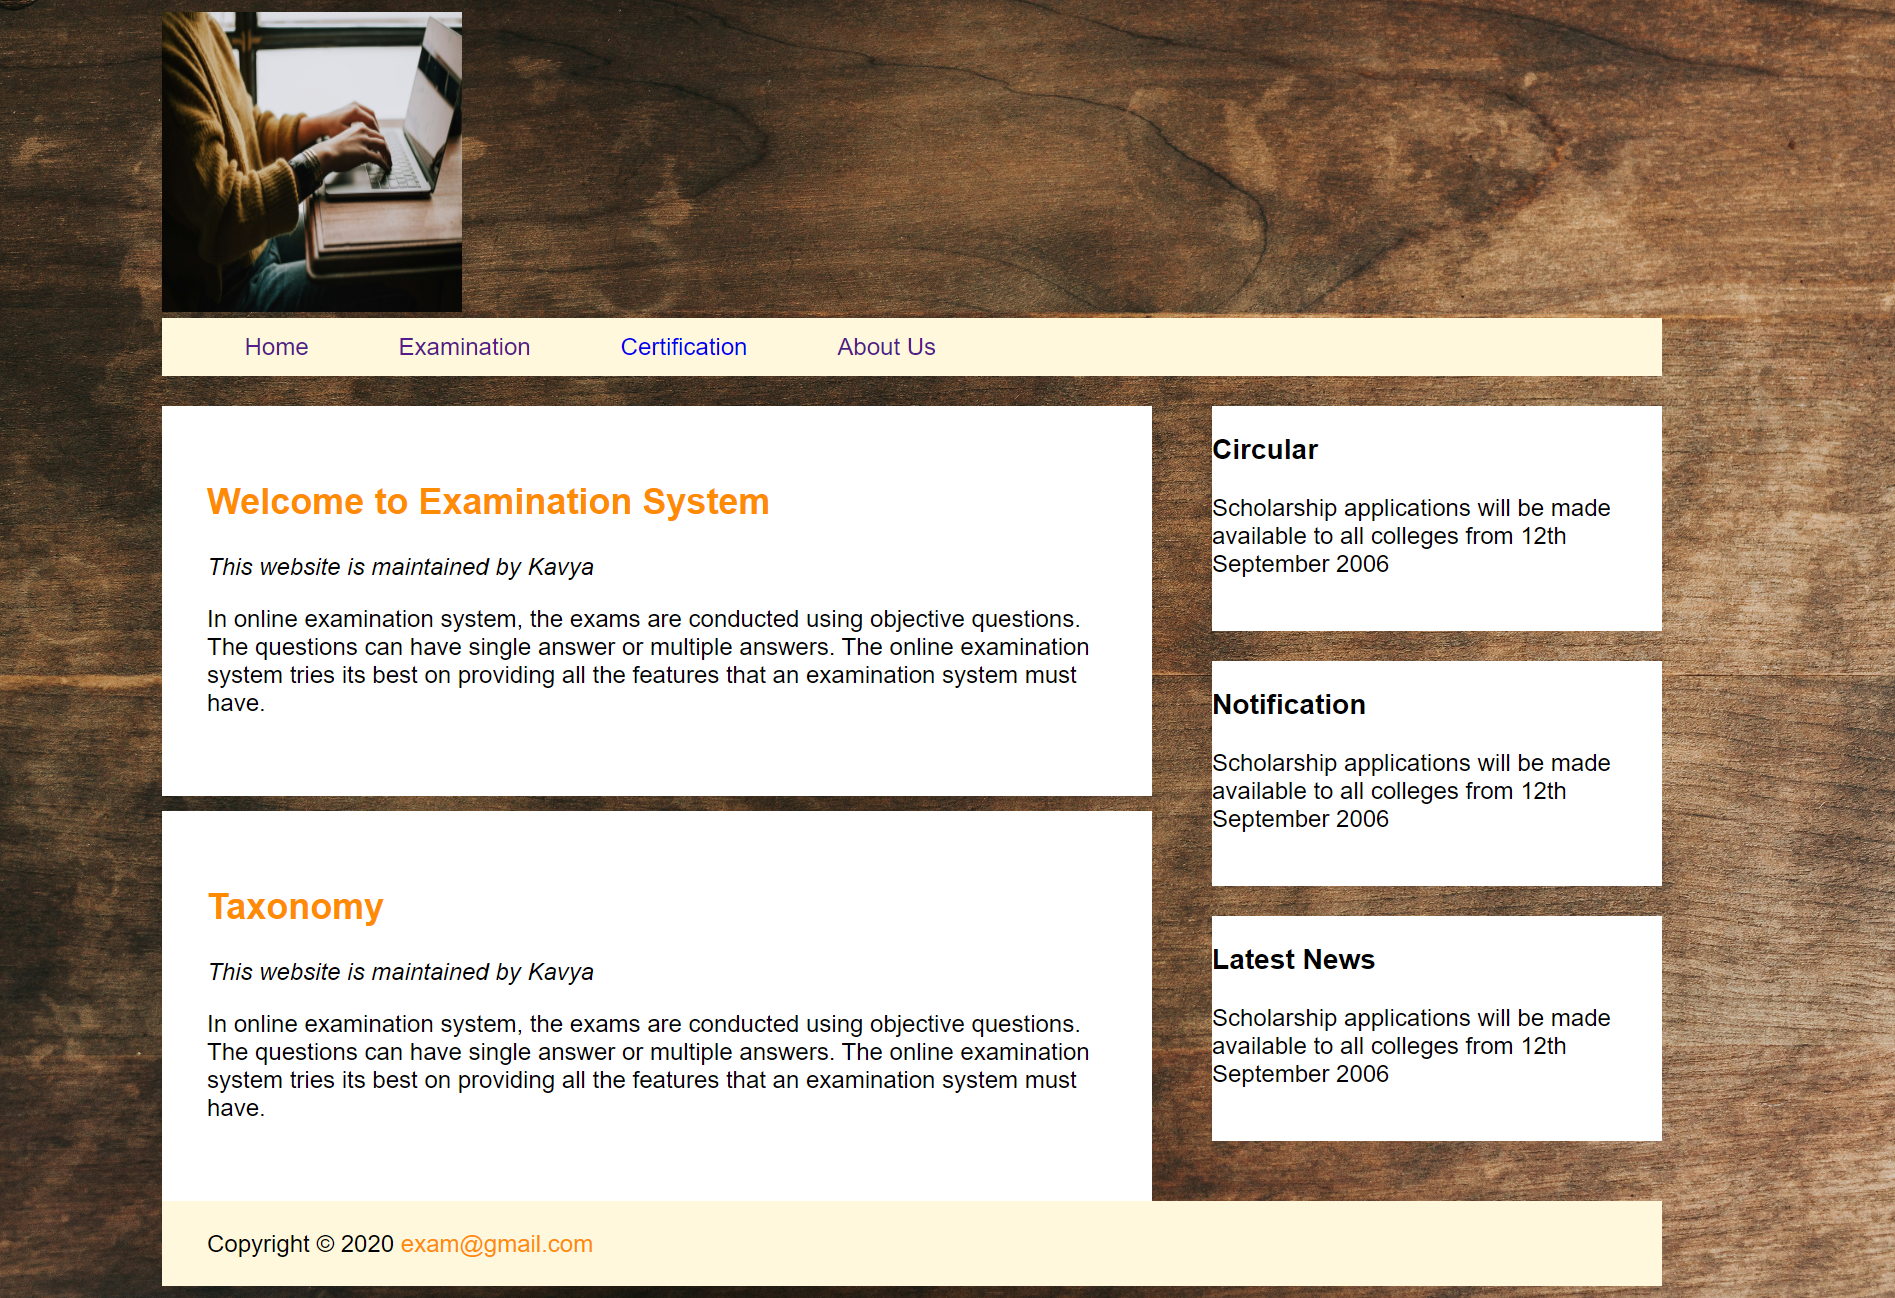 Home Examination Certification About Us
Welcome to Examination System
This website is maintained by Kavya
In online examination system, the exams are conducted using objective questions.
The questions can have single answer or multiple answers. The online examination
system tries its best on providing all the features that an examination system must
have.
Taxonomy
This website is maintained by Kavya
In online examination system, the exams are conducted using objective questions.
The questions can have single answer or multiple answers. The online examination
system tries its best on providing all the features that an examination system must
have.
Circular
Scholarship applications will be made
available to all colleges from 12th
September 2006
Notification
Scholarship applications will be made
available to all colleges from 12th
September 2006
Latest News
Scholarship applications will be made
available to all colleges from 12th
September 2006
Copyright © 2020 exam@gmail.com